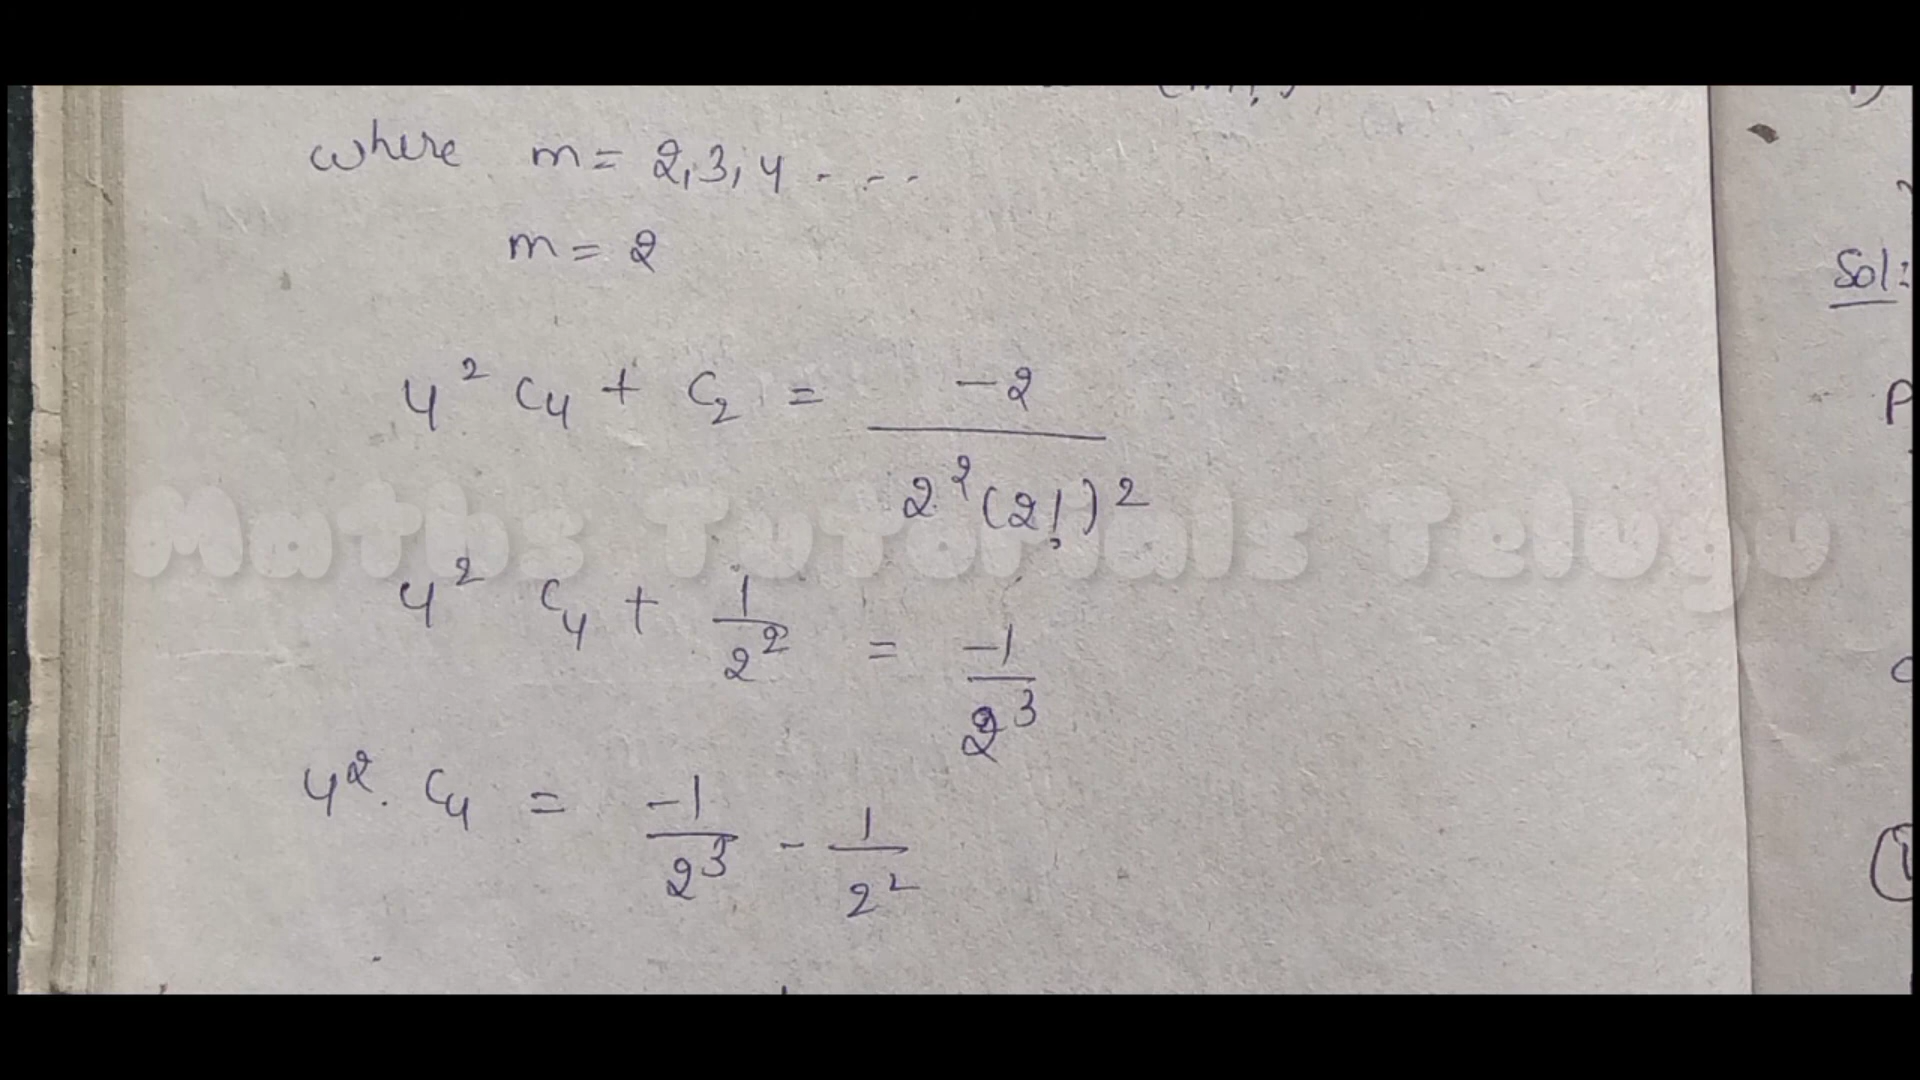 where m = 2,3,4 - - -
m = 2
4² C₄ + C₂ = -2 / 2² (2!)²
4² C₄ + 1/2² = -1/2³
4². C₄ = -1/2³ - 1/2²
Maths Tutorials Telugu
Sol: